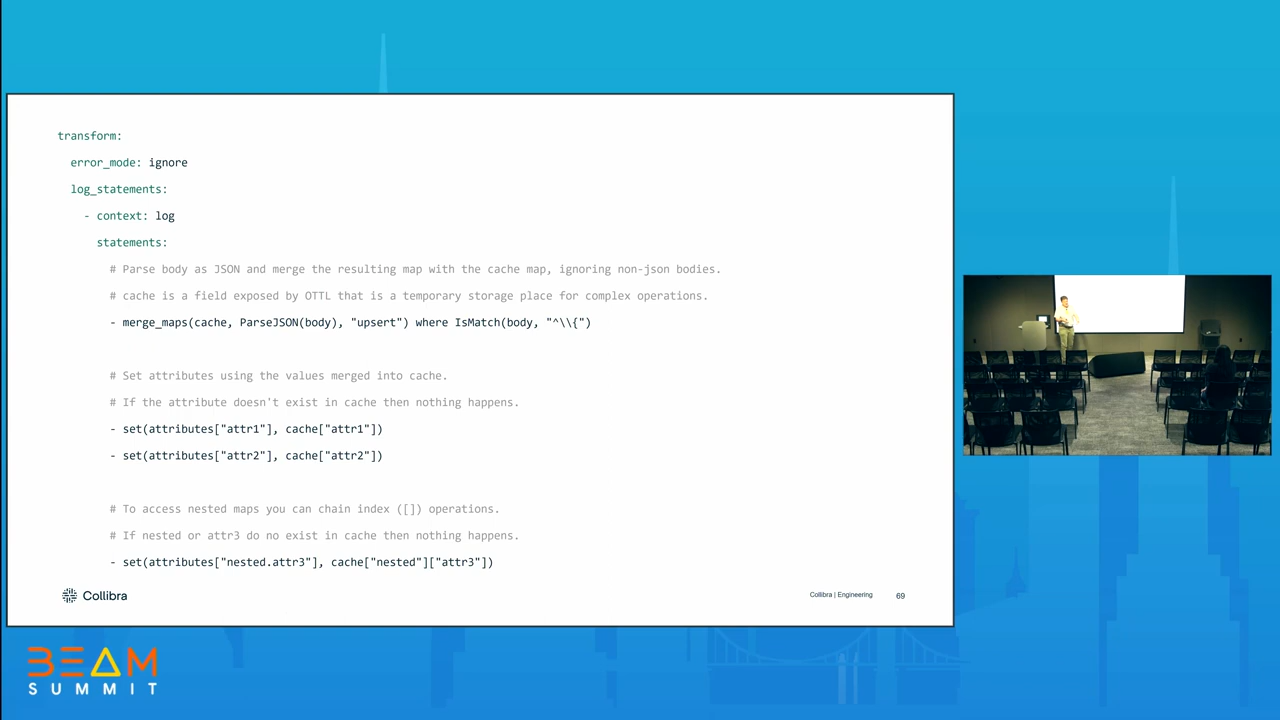 transform:
error_mode: ignore
log_statements:
- context: log
statements:
# Parse body as JSON and merge the resulting map with the cache map, ignoring non-json bodies.
# cache is a field exposed by OTTL that is a temporary storage place for complex operations.
- merge_maps(cache, ParseJSON(body), "upsert") where IsMatch(body, "^\\{")
# Set attributes using the values merged into cache.
# If the attribute doesn't exist in cache then nothing happens.
- set(attributes["attr1"], cache["attr1"])
- set(attributes["attr2"], cache["attr2"])
# To access nested maps you can chain index ([]) operations.
# If nested or attr3 do no exist in cache then nothing happens.
- set(attributes["nested.attr3"], cache["nested"]["attr3"])
Collibra
Collibra | Engineering
69
BEAM
SUMMIT